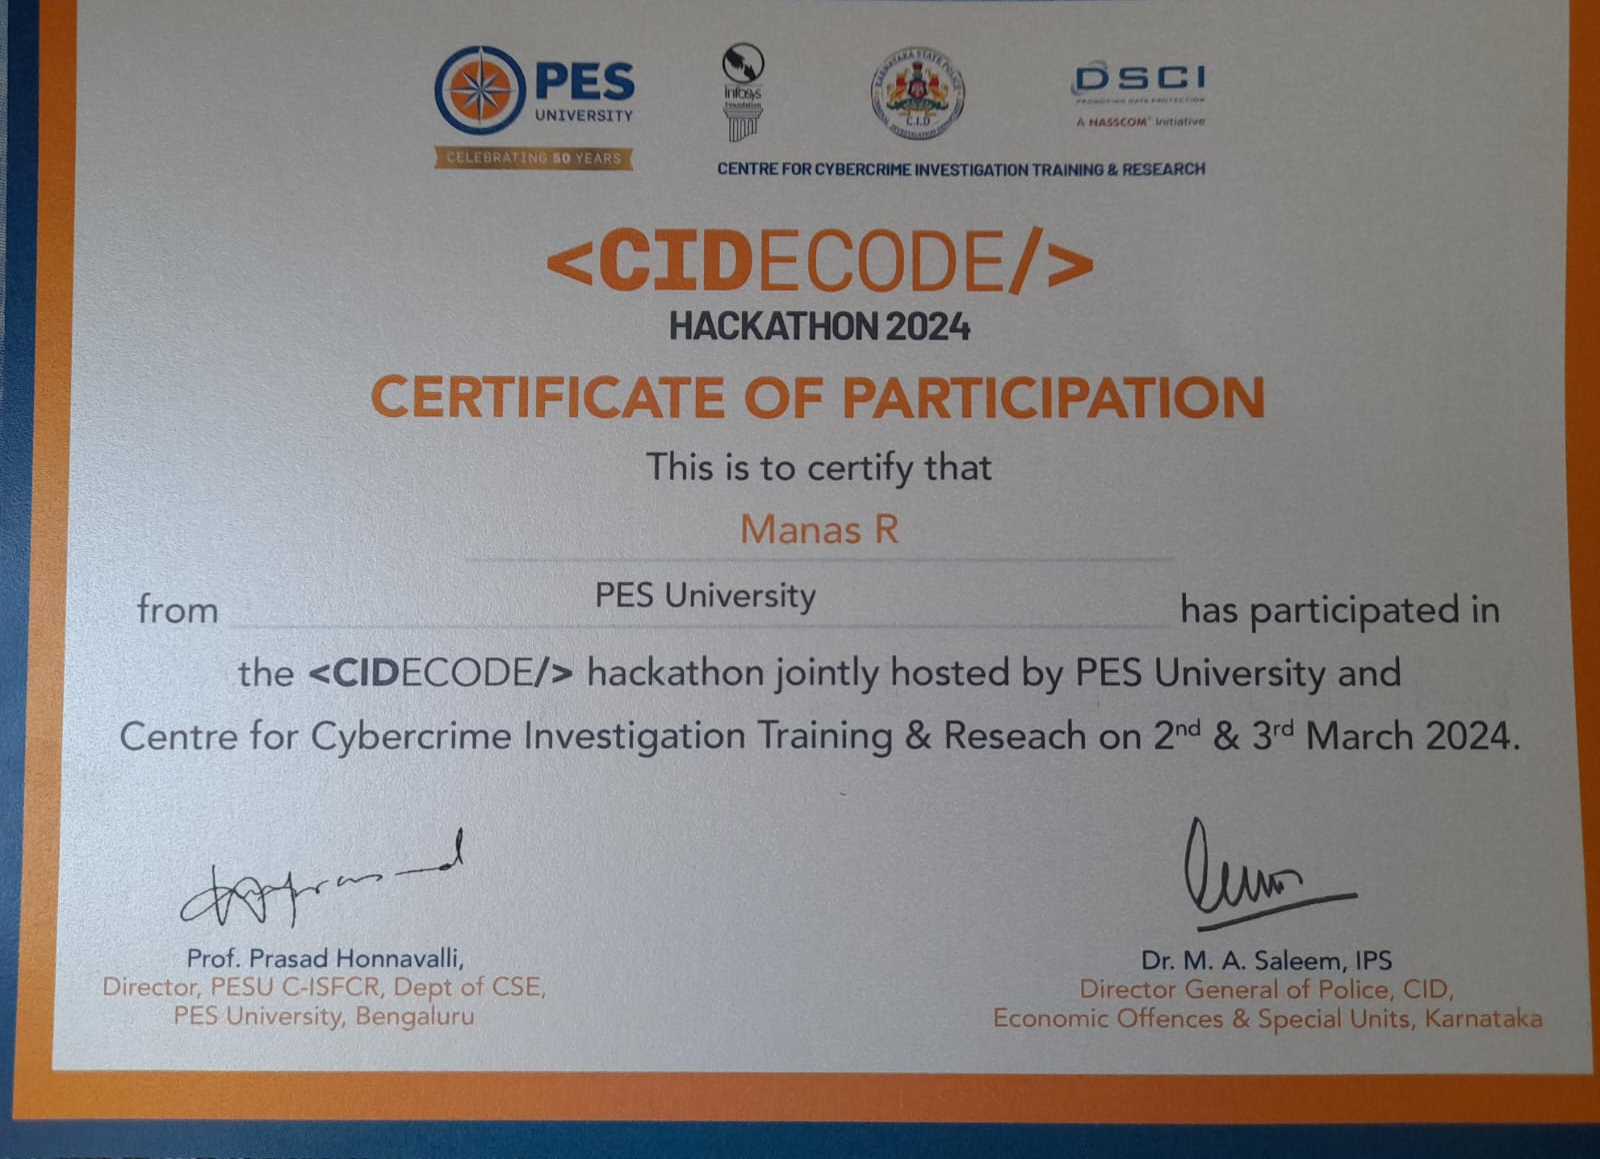 PES
UNIVERSITY
CELEBRATING 50 YEARS
Infosys
Foundation
KARNATAKA STATE POLICE
C.I.D
DSCI
PROMOTING DATA PROTECTION
A NASSCOM® Initiative
CENTRE FOR CYBERCRIME INVESTIGATION TRAINING & RESEARCH
<CIDECODE/>
HACKATHON 2024
CERTIFICATE OF PARTICIPATION
This is to certify that
Manas R
from PES University has participated in
the <CIDECODE/> hackathon jointly hosted by PES University and
Centre for Cybercrime Investigation Training & Reseach on 2nd & 3rd March 2024.
Prof. Prasad Honnavalli,
Director, PESU C-ISFCR, Dept of CSE,
PES University, Bengaluru
Dr. M. A. Saleem, IPS
Director General of Police, CID,
Economic Offences & Special Units, Karnataka